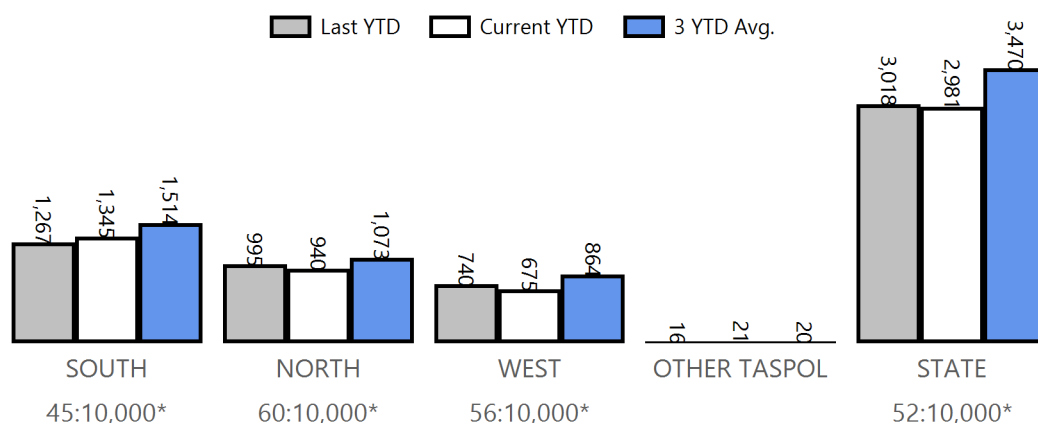 Last YTD Current YTD 3 YTD Avg.
1,267 1,345 1,514 995 940 1,073 740 675 864 16 21 20 3,018 2,981 3,470
SOUTH NORTH WEST OTHER TASPOL STATE
45:10,000* 60:10,000* 56:10,000* 52:10,000*